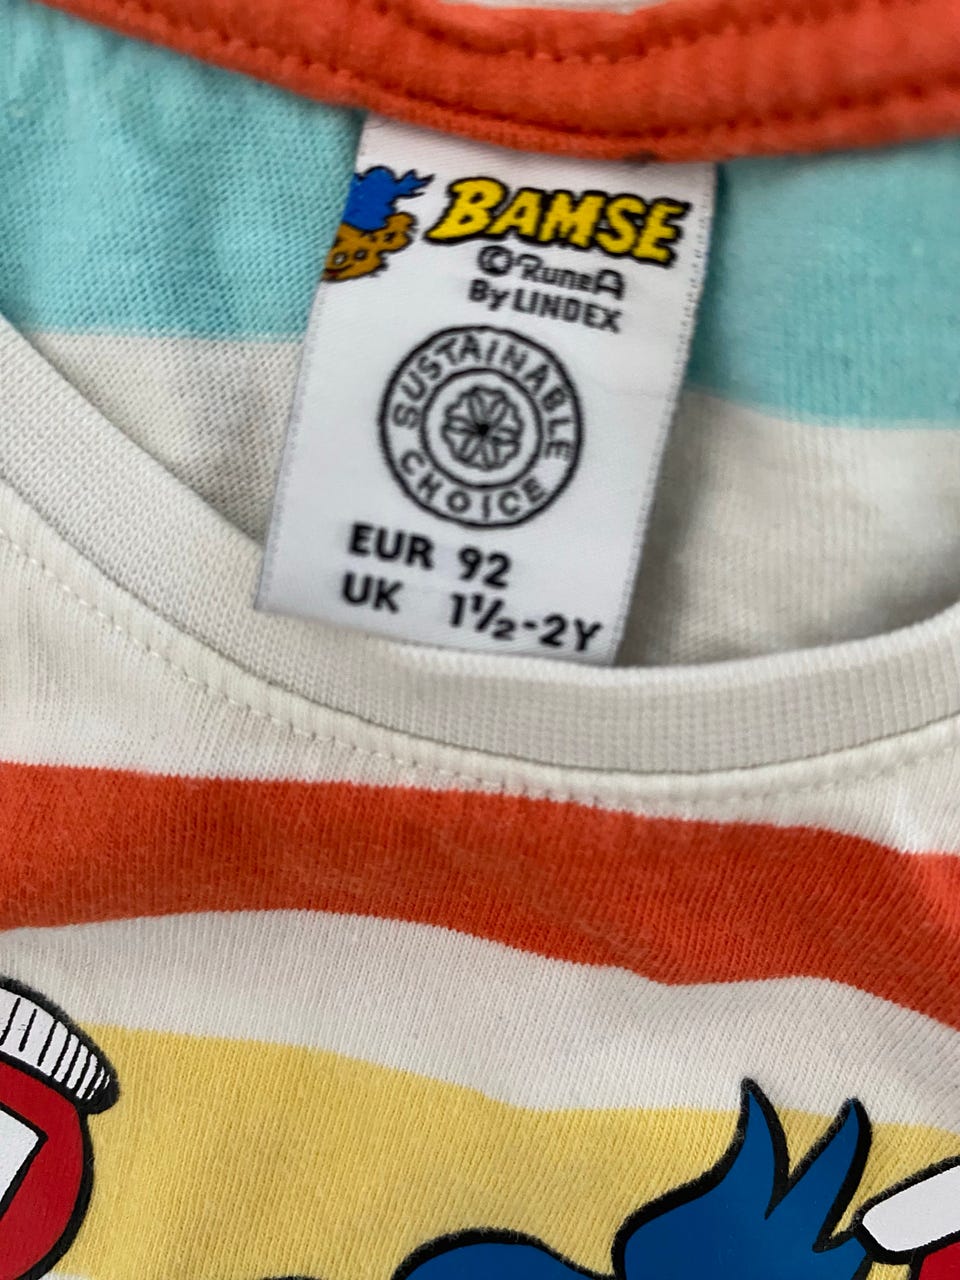 BAMSE
© RuneA
By LINDEX
SUSTAINABLE
CHOICE
EUR 92
UK 1½-2Y